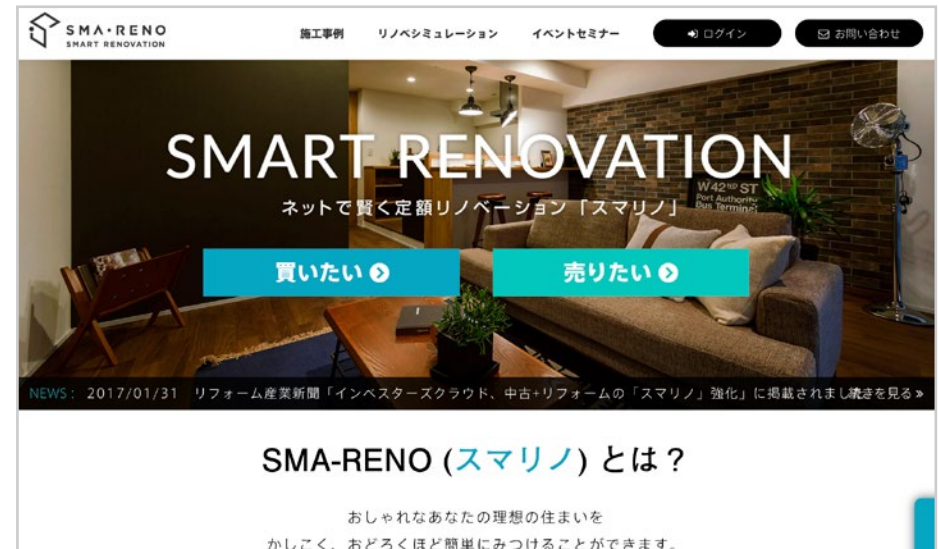 SMA・RENO
SMART RENOVATION
施工事例 リノベシミュレーション イベントセミナー ログイン お問い合わせ
SMART RENOVATION
ネットで賢く定額リノベーション「スマリノ」
W42ND ST
Port Authority
Bus Terminal
買いたい
売りたい
NEWS： 2017/01/31 リフォーム産業新聞「インベスターズクラウド、中古+リフォームの「スマリノ」強化」に掲載されました 続きを見る »
SMA-RENO (スマリノ) とは？
おしゃれなあなたの理想の住まいを
かしこく、おどろくほど簡単にみつけることができます。